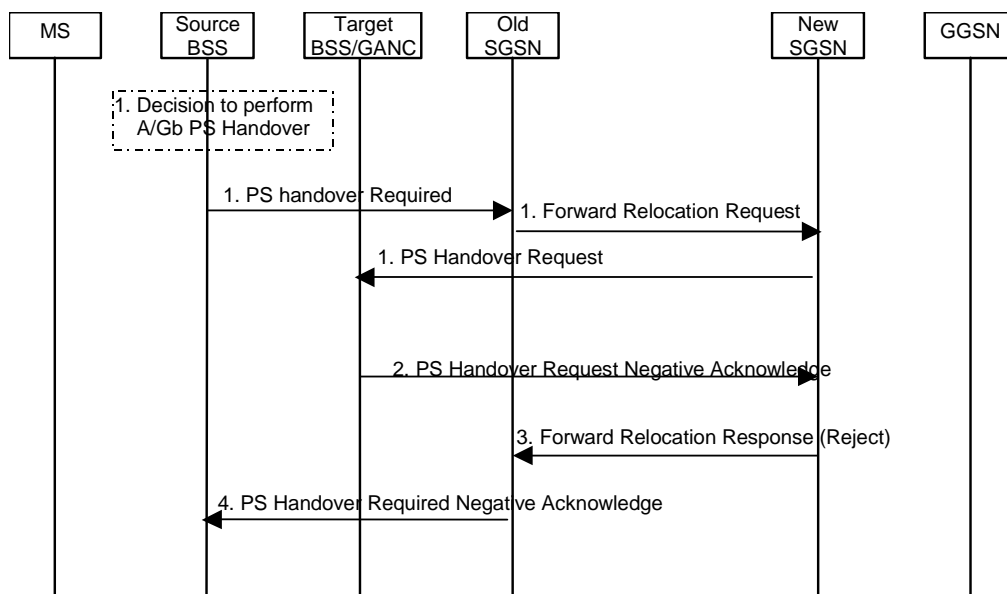 MS
Source
BSS
Target
BSS/GANC
Old
SGSN
New
SGSN
GGSN
1. Decision to perform
A/Gb PS Handover
1. PS handover Required
1. Forward Relocation Request
1. PS Handover Request
2. PS Handover Request Negative Acknowledge
3. Forward Relocation Response (Reject)
4. PS Handover Required Negative Acknowledge